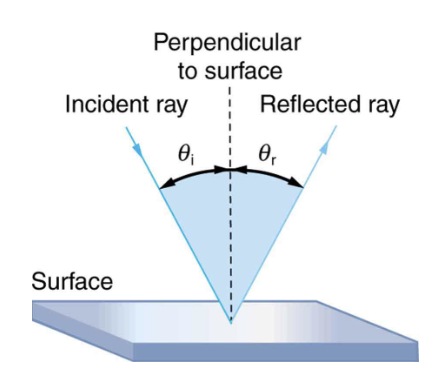 Perpendicular
to surface
Incident ray
Reflected ray
θi
θr
Surface